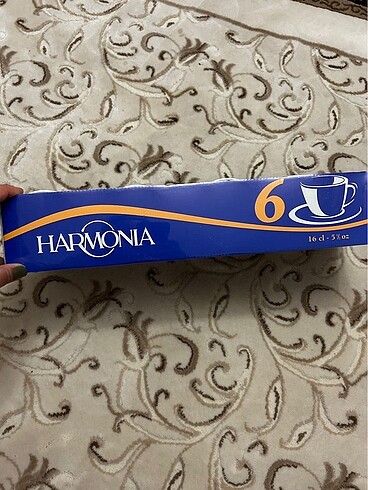 6
HARMONIA
16 cl - 5½ oz